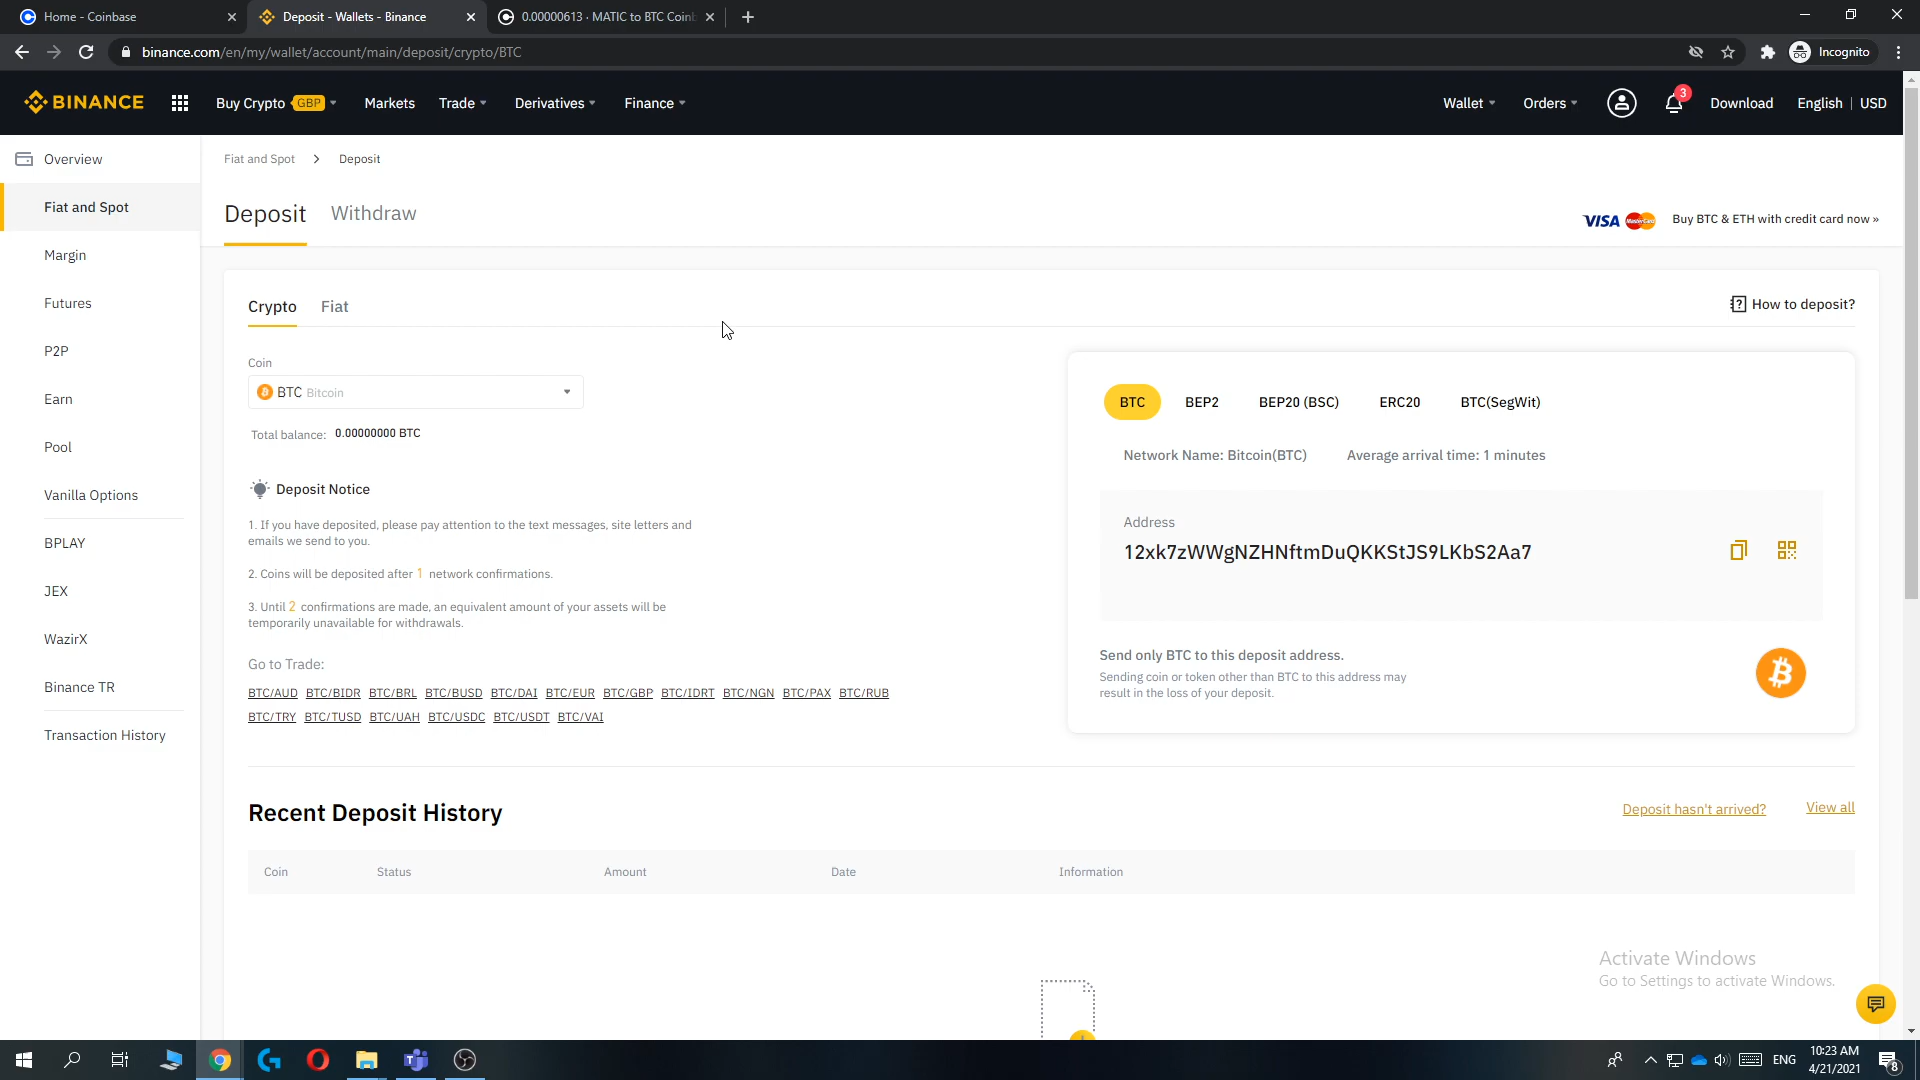 Home - Coinbase
Deposit - Wallets - Binance
0.00000613 · MATIC to BTC Coinb
binance.com/en/my/wallet/account/main/deposit/crypto/BTC
Incognito
BINANCE
Buy Crypto GBP
Markets
Trade
Derivatives
Finance
Wallet
Orders
3
Download
English | USD
Overview
Fiat and Spot
Margin
Futures
P2P
Earn
Pool
Vanilla Options
BPLAY
JEX
WazirX
Binance TR
Transaction History
Fiat and Spot > Deposit
Deposit
Withdraw
VISA MasterCard Buy BTC & ETH with credit card now »
Crypto
Fiat
How to deposit?
Coin
BTC Bitcoin
Total balance: 0.00000000 BTC
Deposit Notice
1. If you have deposited, please pay attention to the text messages, site letters and
emails we send to you.
2. Coins will be deposited after 1 network confirmations.
3. Until 2 confirmations are made, an equivalent amount of your assets will be
temporarily unavailable for withdrawals.
Go to Trade:
BTC/AUD BTC/BIDR BTC/BRL BTC/BUSD BTC/DAI BTC/EUR BTC/GBP BTC/IDRT BTC/NGN BTC/PAX BTC/RUB
BTC/TRY BTC/TUSD BTC/UAH BTC/USDC BTC/USDT BTC/VAI
BTC BEP2 BEP20 (BSC) ERC20 BTC(SegWit)
Network Name: Bitcoin(BTC) Average arrival time: 1 minutes
Address
12xk7zWWgNZHNftmDuQKKStJS9LKbS2Aa7
Send only BTC to this deposit address.
Sending coin or token other than BTC to this address may
result in the loss of your deposit.
Recent Deposit History
Deposit hasn't arrived?
View all
Coin Status Amount Date Information
Activate Windows
Go to Settings to activate Windows.
ENG
10:23 AM
4/21/2021
8